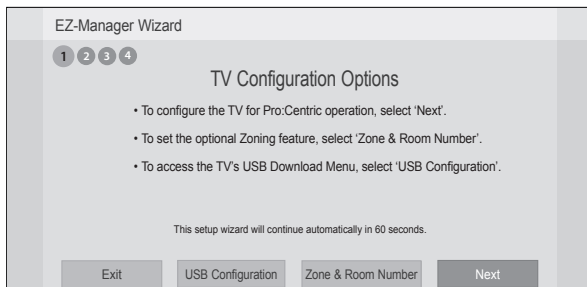 EZ-Manager Wizard
1 2 3 4
TV Configuration Options
• To configure the TV for Pro:Centric operation, select ‘Next’.
• To set the optional Zoning feature, select ‘Zone & Room Number’.
• To access the TV’s USB Download Menu, select ‘USB Configuration’.
This setup wizard will continue automatically in 60 seconds.
Exit USB Configuration Zone & Room Number Next